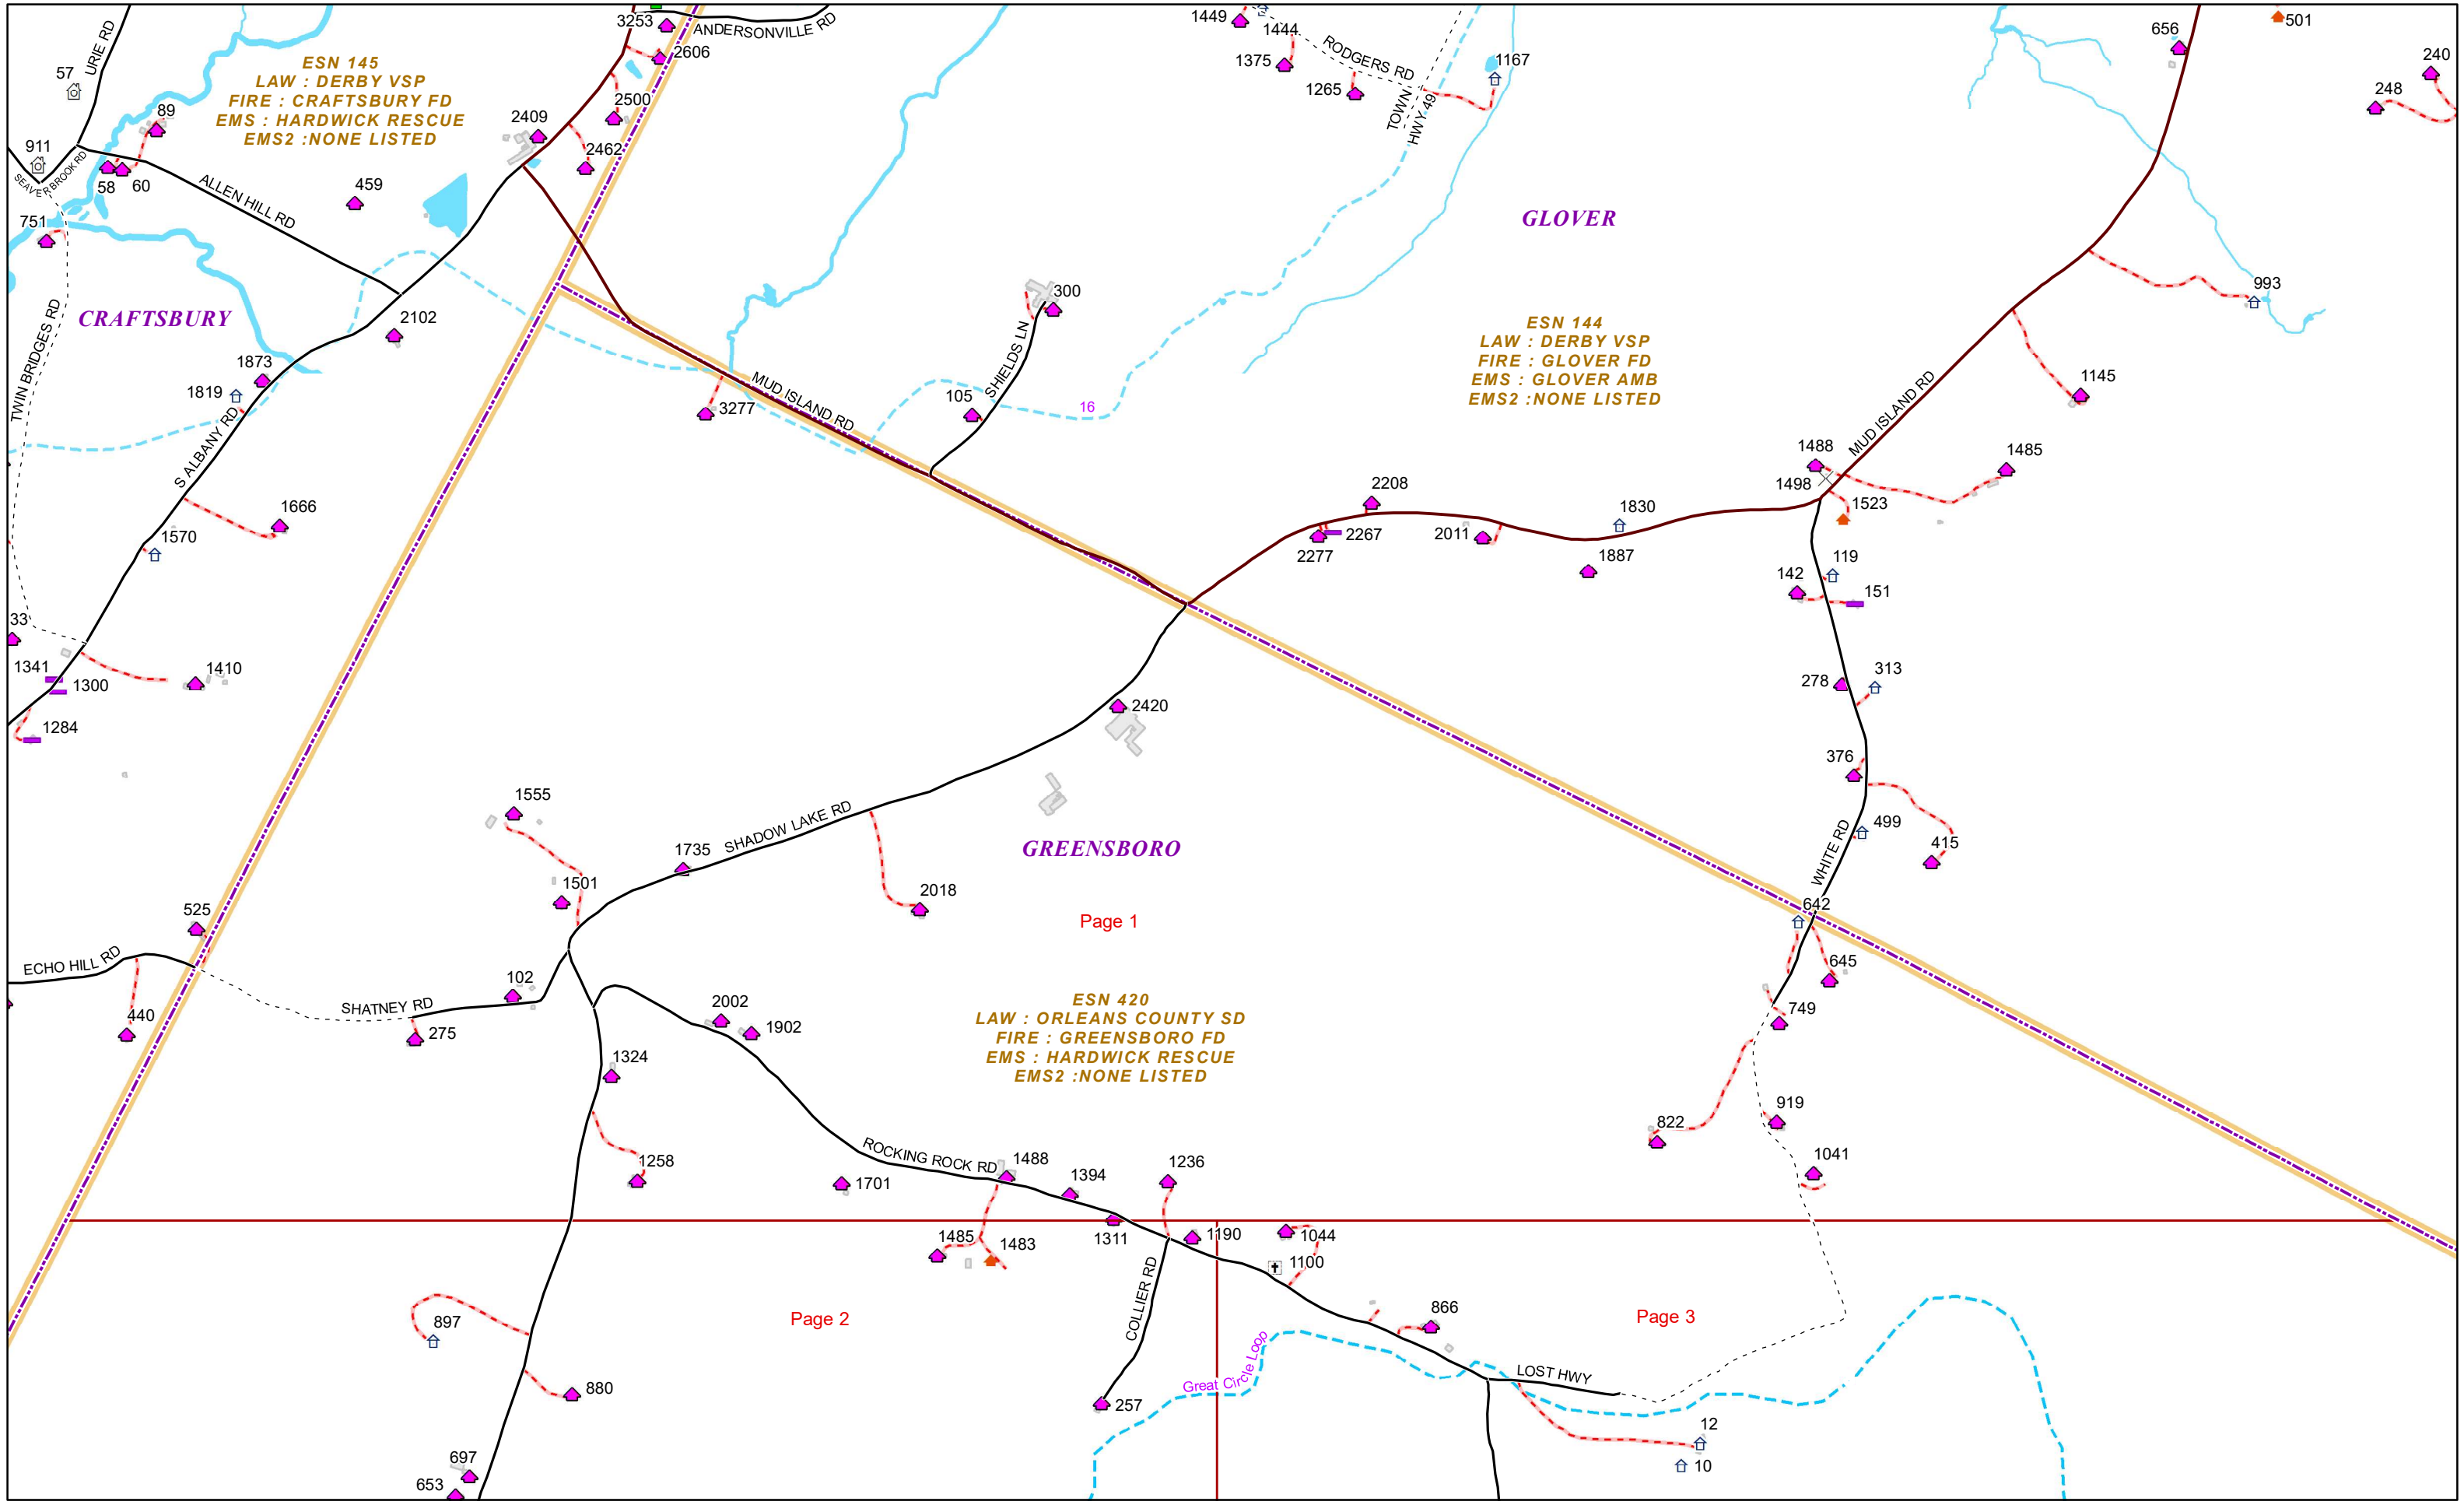 3253
ANDERSONVILLE RD
1449
1444
656
501
URIE RD
57
ESN 145
LAW : DERBY VSP
FIRE : CRAFTSBURY FD
EMS : HARDWICK RESCUE
EMS2 :NONE LISTED
2606
1375
RODGERS RD
1167
240
1265
248
89
2500
2409
TOWN
HWY 49
911
2462
SEAVER BROOK RD
58
60
ALLEN HILL RD
459
751
GLOVER
993
300
CRAFTSBURY
TWIN BRIDGES RD
2102
ESN 144
LAW : DERBY VSP
FIRE : GLOVER FD
EMS : GLOVER AMB
EMS2 :NONE LISTED
SHIELDS LN
1873
1819
MUD ISLAND RD
3277
105
16
1145
MUD ISLAND RD
S ALBANY RD
1488
1485
1498
1666
2208
1523
1830
1570
2267
2277
2011
1887
119
142
151
33
1341
1410
1300
313
278
2420
1284
376
1555
SHADOW LAKE RD
499
1735
GREENSBORO
415
WHITE RD
1501
2018
525
Page 1
642
ECHO HILL RD
645
102
SHATNEY RD
ESN 420
LAW : ORLEANS COUNTY SD
FIRE : GREENSBORO FD
EMS : HARDWICK RESCUE
EMS2 :NONE LISTED
440
275
2002
1902
749
1324
919
822
ROCKING ROCK RD
1258
1701
1488
1394
1236
1041
1485
1483
1311
1190
1044
1100
COLLIER RD
897
Page 2
866
Page 3
Great Circle Loop
LOST HWY
880
257
12
697
10
653